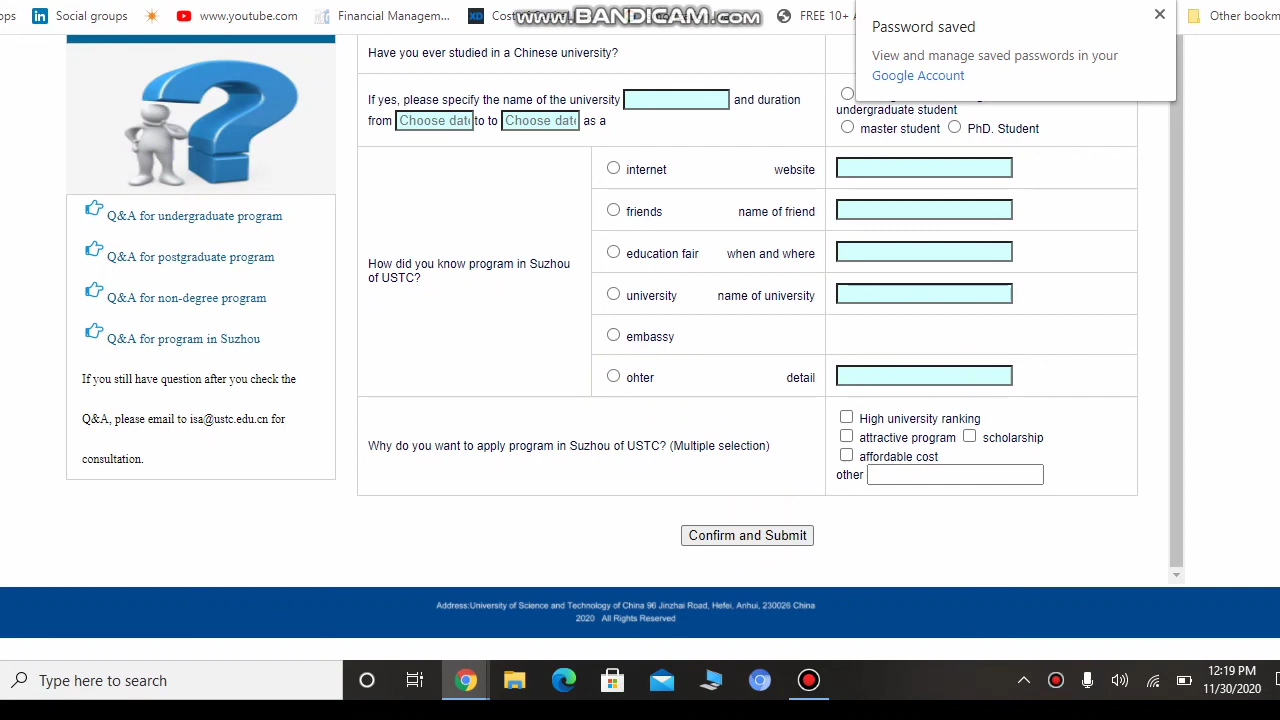 ps
Social groups
www.youtube.com
Financial Managem...
www.BANDICAM.com
FREE 10+
Other bookm
Password saved
View and manage saved passwords in your
Google Account
Have you ever studied in a Chinese university?
If yes, please specify the name of the university and duration
from Choose date to to Choose date as a
undergraduate student
master student PhD. Student
How did you know program in Suzhou
of USTC?
internet website
friends name of friend
education fair when and where
university name of university
embassy
ohter detail
Why do you want to apply program in Suzhou of USTC? (Multiple selection)
High university ranking
attractive program scholarship
affordable cost
other
Confirm and Submit
Q&A for undergraduate program
Q&A for postgraduate program
Q&A for non-degree program
Q&A for program in Suzhou
If you still have question after you check the
Q&A, please email to isa@ustc.edu.cn for
consultation.
Address:University of Science and Technology of China 96 Jinzhai Road, Hefei, Anhui, 230026 China
2020 All Rights Reserved
Type here to search
12:19 PM
11/30/2020